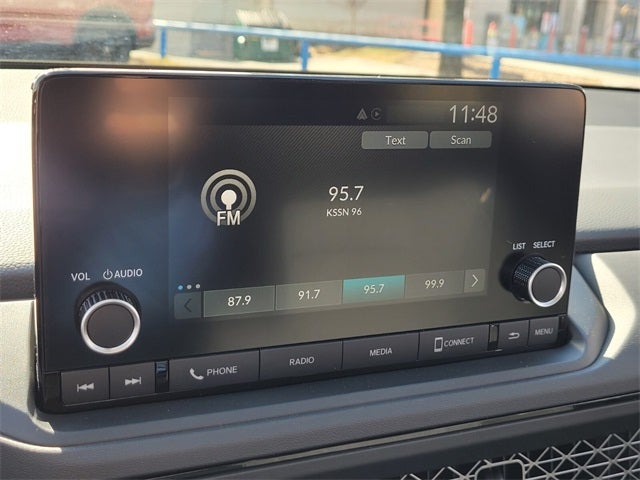 11:48
Text Scan
95.7
FM
KSSN 96
LIST SELECT
VOL AUDIO
87.9 91.7 95.7 99.9
PHONE RADIO MEDIA CONNECT MENU